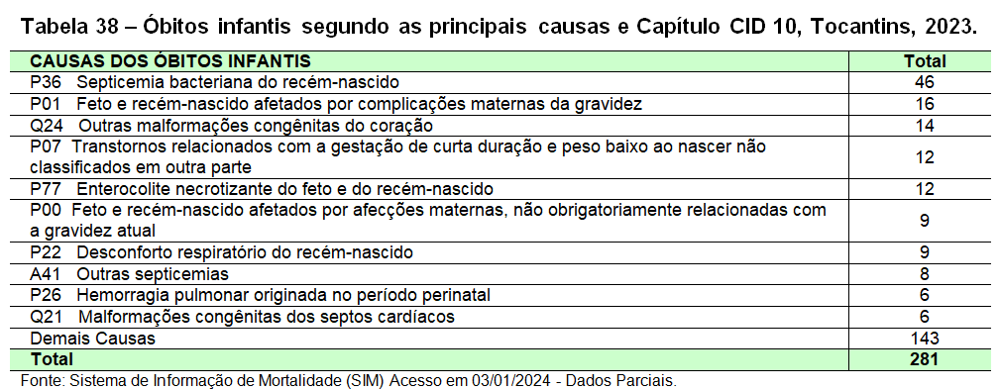 Tabela 38 – Óbitos infantis segundo as principais causas e Capítulo CID 10, Tocantins, 2023.
CAUSAS DOS ÓBITOS INFANTIS Total
P36 Septicemia bacteriana do recém-nascido 46
P01 Feto e recém-nascido afetados por complicações maternas da gravidez 16
Q24 Outras malformações congênitas do coração 14
P07 Transtornos relacionados com a gestação de curta duração e peso baixo ao nascer não
classificados em outra parte 12
P77 Enterocolite necrotizante do feto e do recém-nascido 12
P00 Feto e recém-nascido afetados por afecções maternas, não obrigatoriamente relacionadas com
a gravidez atual 9
P22 Desconforto respiratório do recém-nascido 9
A41 Outras septicemias 8
P26 Hemorragia pulmonar originada no período perinatal 6
Q21 Malformações congênitas dos septos cardíacos 6
Demais Causas 143
Total 281
Fonte: Sistema de Informação de Mortalidade (SIM) Acesso em 03/01/2024 - Dados Parciais.